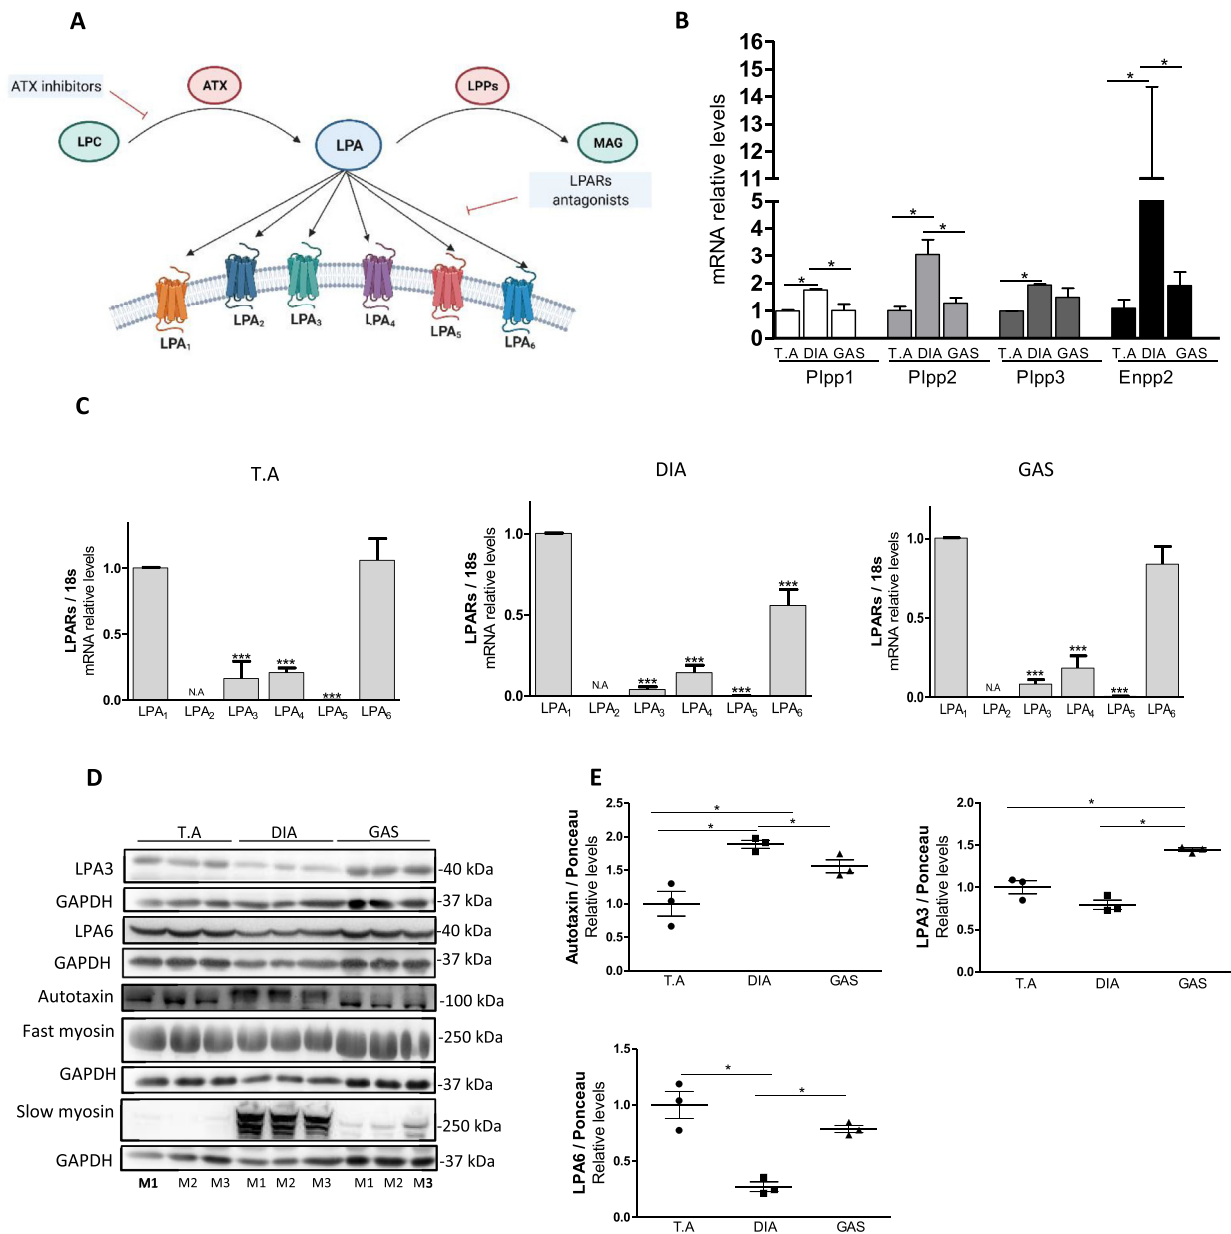 A
ATX inhibitors
ATX
LPPs
LPC
LPA
MAG
LPARs
antagonists
LPA1
LPA2
LPA3
LPA4
LPA5
LPA6
B
mRNA relative levels
16
15
14
13
12
11
5
4
3
2
1
0
* * * * * * *
T.A DIA GAS T.A DIA GAS T.A DIA GAS T.A DIA GAS
Plpp1 Plpp2 Plpp3 Enpp2
C
T.A
LPARs / 18s
mRNA relative levels
1.0
0.5
0.0
N.A *** *** ***
LPA1 LPA2 LPA3 LPA4 LPA5 LPA6
DIA
LPARs / 18s
mRNA relative levels
1.0
0.5
0.0
N.A *** *** *** ***
LPA1 LPA2 LPA3 LPA4 LPA5 LPA6
GAS
LPARs / 18s
mRNA relative levels
1.0
0.5
0.0
N.A *** *** ***
LPA1 LPA2 LPA3 LPA4 LPA5 LPA6
D
T.A DIA GAS
LPA3 -40 kDa
GAPDH -37 kDa
LPA6 -40 kDa
GAPDH -37 kDa
Autotaxin -100 kDa
Fast myosin -250 kDa
GAPDH -37 kDa
Slow myosin -250 kDa
GAPDH -37 kDa
M1 M2 M3 M1 M2 M3 M1 M2 M3
E
Autotaxin / Ponceau
Relative levels
2.5
2.0
1.5
1.0
0.5
0.0
* * *
T.A DIA GAS
LPA3 / Ponceau
Relative levels
2.0
1.5
1.0
0.5
0.0
* *
T.A DIA GAS
LPA6 / Ponceau
Relative levels
1.5
1.0
0.5
0.0
* *
T.A DIA GAS